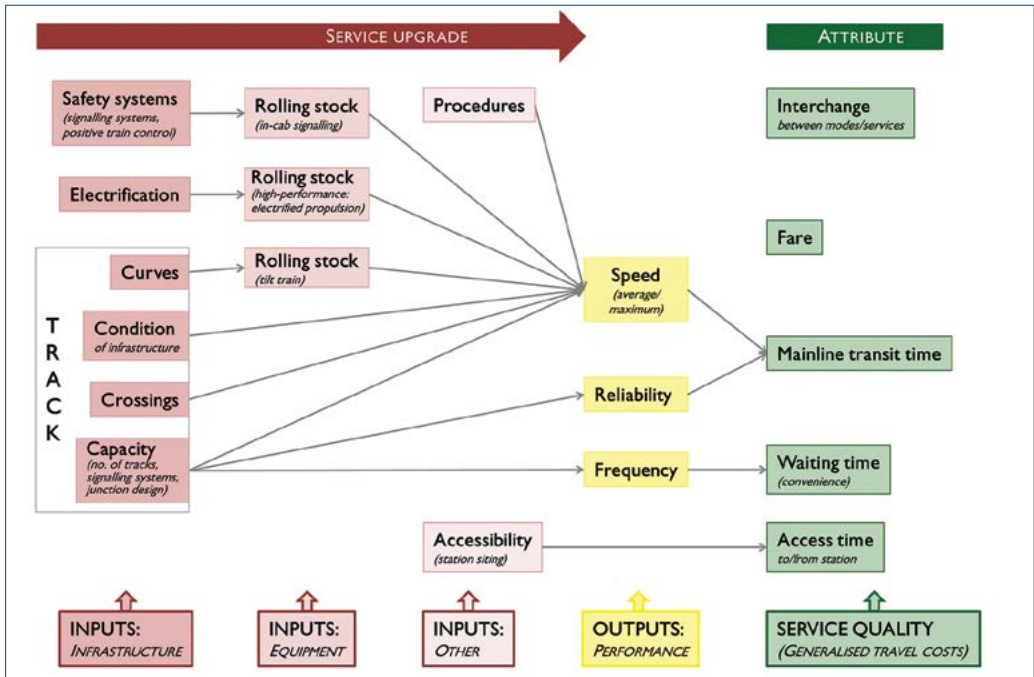 SERVICE UPGRADE
ATTRIBUTE
Safety systems
(signalling systems,
positive train control)
Rolling stock
(in-cab signalling)
Procedures
Interchange
between modes/services
Electrification
Rolling stock
(high-performance:
electrified propulsion)
Fare
TRACK
Curves
Rolling stock
(tilt train)
Speed
(average/
maximum)
Condition
of infrastructure
Mainline transit time
Crossings
Reliability
Capacity
(no. of tracks,
signalling systems,
junction design)
Frequency
Waiting time
(convenience)
Accessibility
(station siting)
Access time
to/from station
INPUTS:
INFRASTRUCTURE
INPUTS:
EQUIPMENT
INPUTS:
OTHER
OUTPUTS:
PERFORMANCE
SERVICE QUALITY
(GENERALISED TRAVEL COSTS)